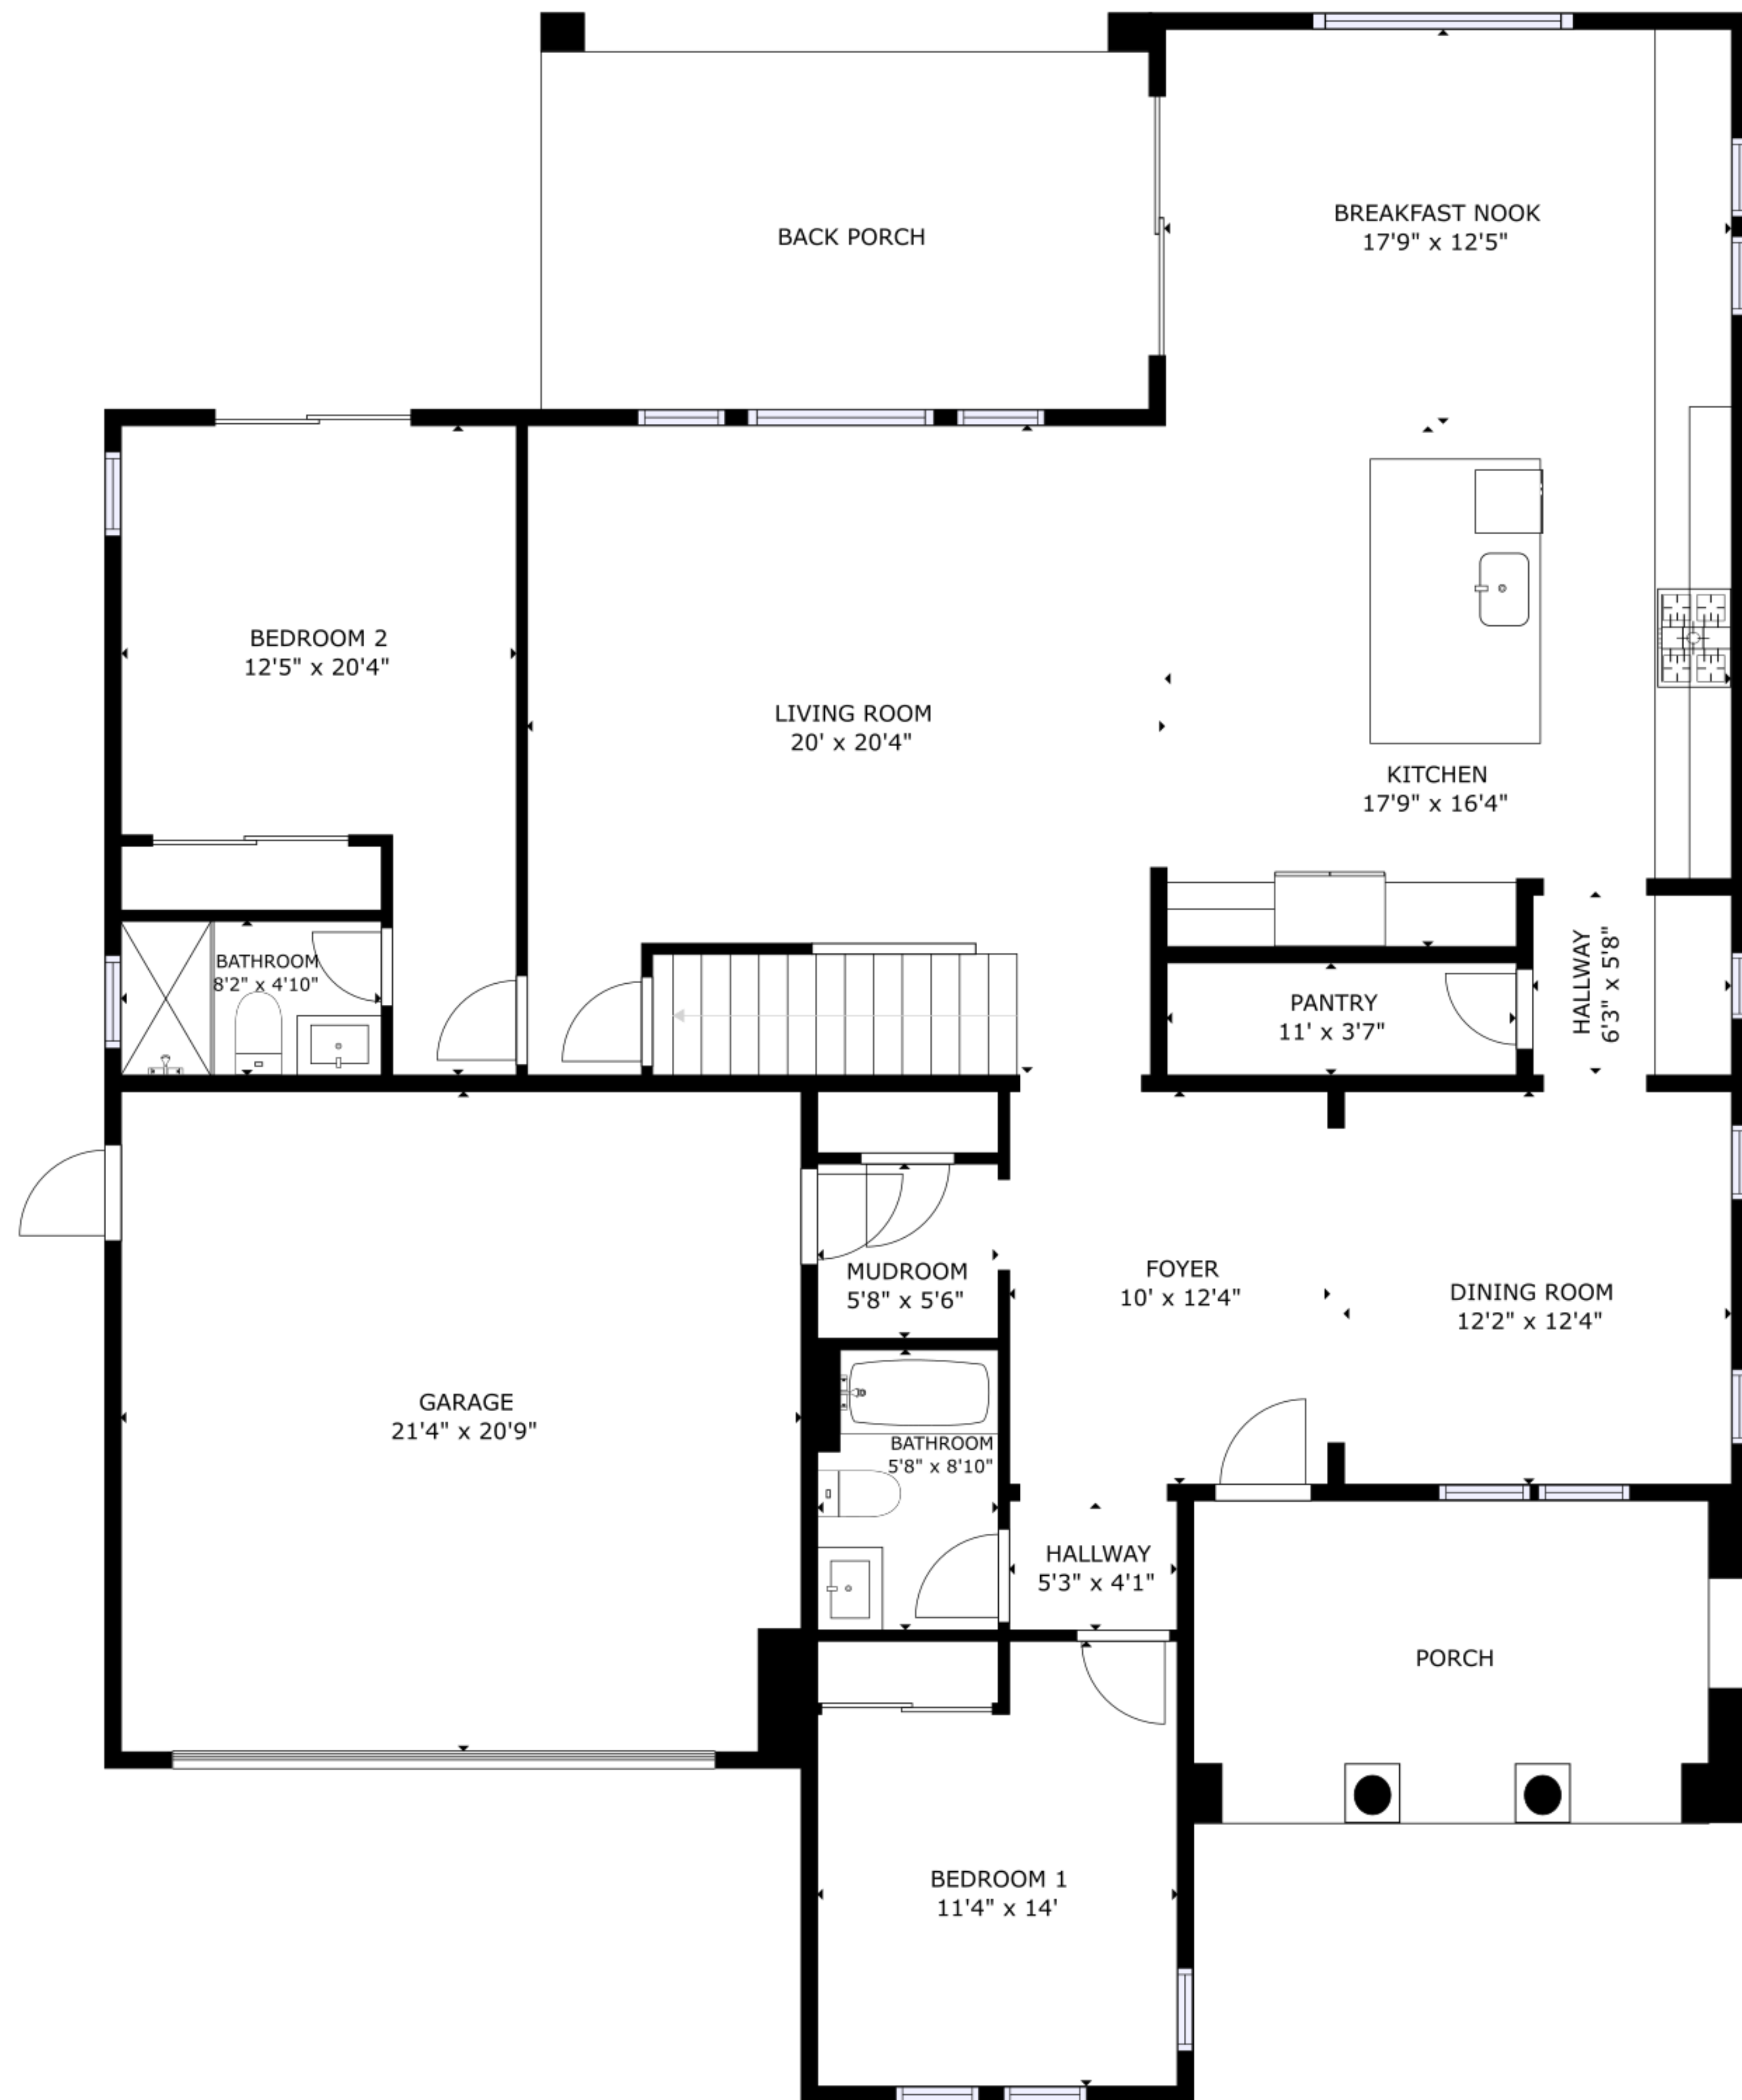 BREAKFAST NOOK
17'9" x 12'5"
BACK PORCH
BEDROOM 2
12'5" x 20'4"
LIVING ROOM
20' x 20'4"
KITCHEN
17'9" x 16'4"
BATHROOM
8'2" x 4'10"
PANTRY
11' x 3'7"
HALLWAY
6'3" x 5'8"
MUDROOM
5'8" x 5'6"
FOYER
10' x 12'4"
DINING ROOM
12'2" x 12'4"
GARAGE
21'4" x 20'9"
BATHROOM
5'8" x 8'10"
HALLWAY
5'3" x 4'1"
PORCH
BEDROOM 1
11'4" x 14'